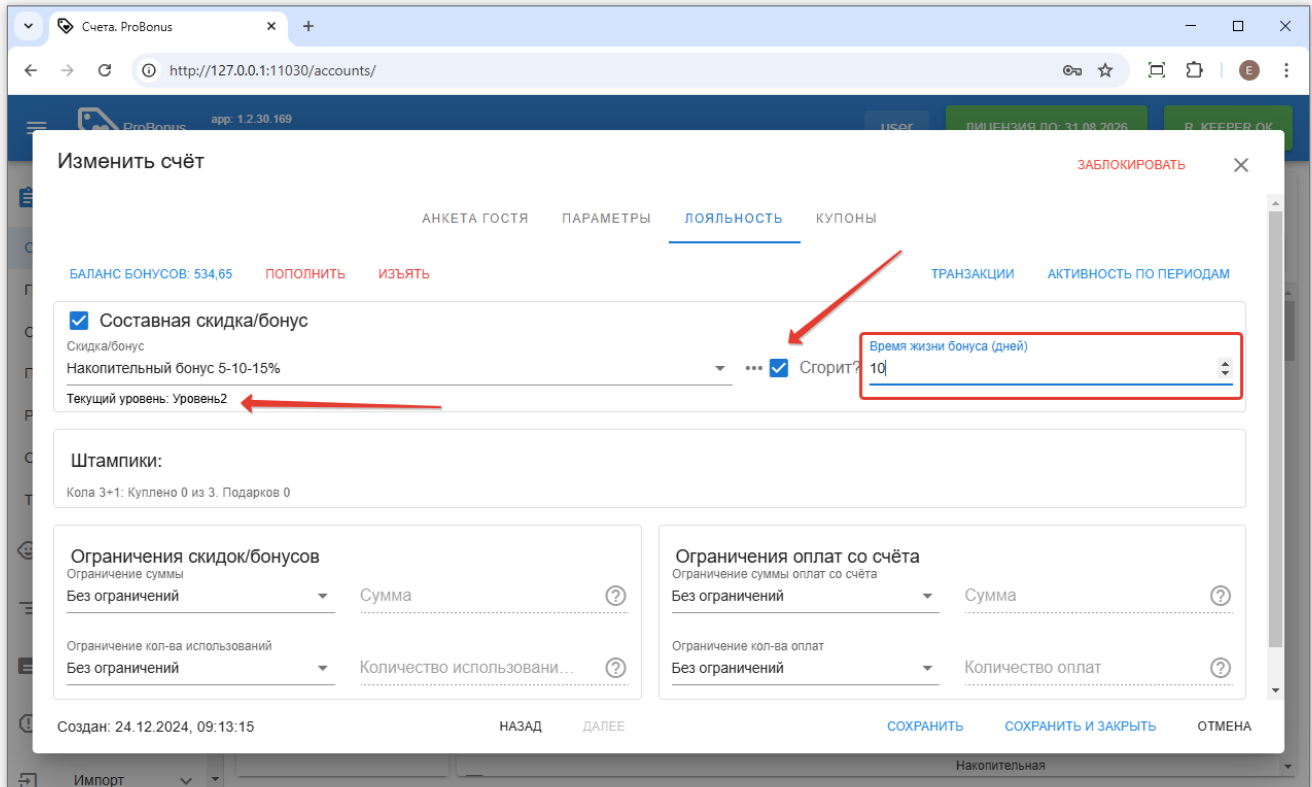 Счета. ProBonus
http://127.0.0.1:11030/accounts/
E
ProBonus
app: 1.2.30.169
user
ЛИЦЕНЗИЯ ДО: 31.08.2026
R_KEEPER OK
Изменить счёт
ЗАБЛОКИРОВАТЬ
АНКЕТА ГОСТЯ ПАРАМЕТРЫ ЛОЯЛЬНОСТЬ КУПОНЫ
БАЛАНС БОНУСОВ: 534,65 ПОПОЛНИТЬ ИЗЪЯТЬ ТРАНЗАКЦИИ АКТИВНОСТЬ ПО ПЕРИОДАМ
Составная скидка/бонус
Скидка/бонус
Накопительный бонус 5-10-15%
Сгорит?
Время жизни бонуса (дней)
10
Текущий уровень: Уровень2
Штампики:
Кола 3+1: Куплено 0 из 3. Подарков 0
Ограничения скидок/бонусов
Ограничение суммы
Без ограничений Сумма
Ограничение кол-ва использований
Без ограничений Количество использовани...
Ограничения оплат со счёта
Ограничение суммы оплат со счёта
Без ограничений Сумма
Ограничение кол-ва оплат
Без ограничений Количество оплат
Создан: 24.12.2024, 09:13:15 НАЗАД ДАЛЕЕ СОХРАНИТЬ СОХРАНИТЬ И ЗАКРЫТЬ ОТМЕНА
Импорт
Накопительная